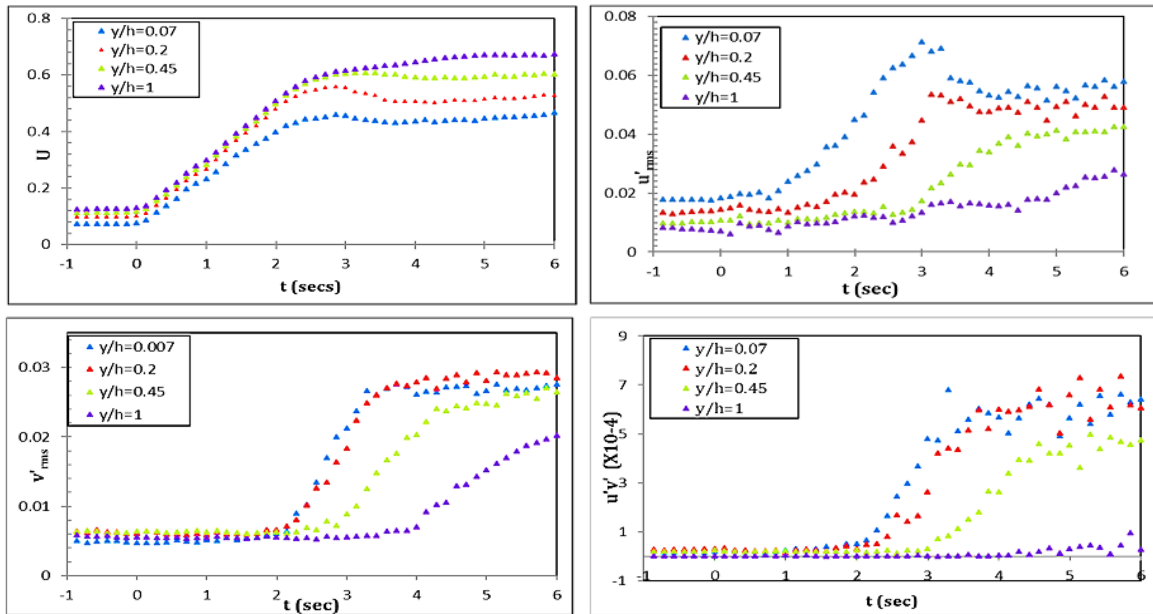 0.8
0.6
0.4
0.2
0
U
y/h=0.07
y/h=0.2
y/h=0.45
y/h=1
-1 0 1 2 3 4 5 6
t (secs)
0.08
0.06
0.04
0.02
0
u'rms
y/h=0.07
y/h=0.2
y/h=0.45
y/h=1
-1 0 1 2 3 4 5 6
t (sec)
0.03
0.02
0.01
0
v'rms
y/h=0.007
y/h=0.2
y/h=0.45
y/h=1
-1 0 1 2 3 4 5 6
t (sec)
9
7
5
3
1
-1
u'v' (X10-4)
y/h=0.07
y/h=0.2
y/h=0.45
y/h=1
-1 0 1 2 3 4 5 6
t (sec)